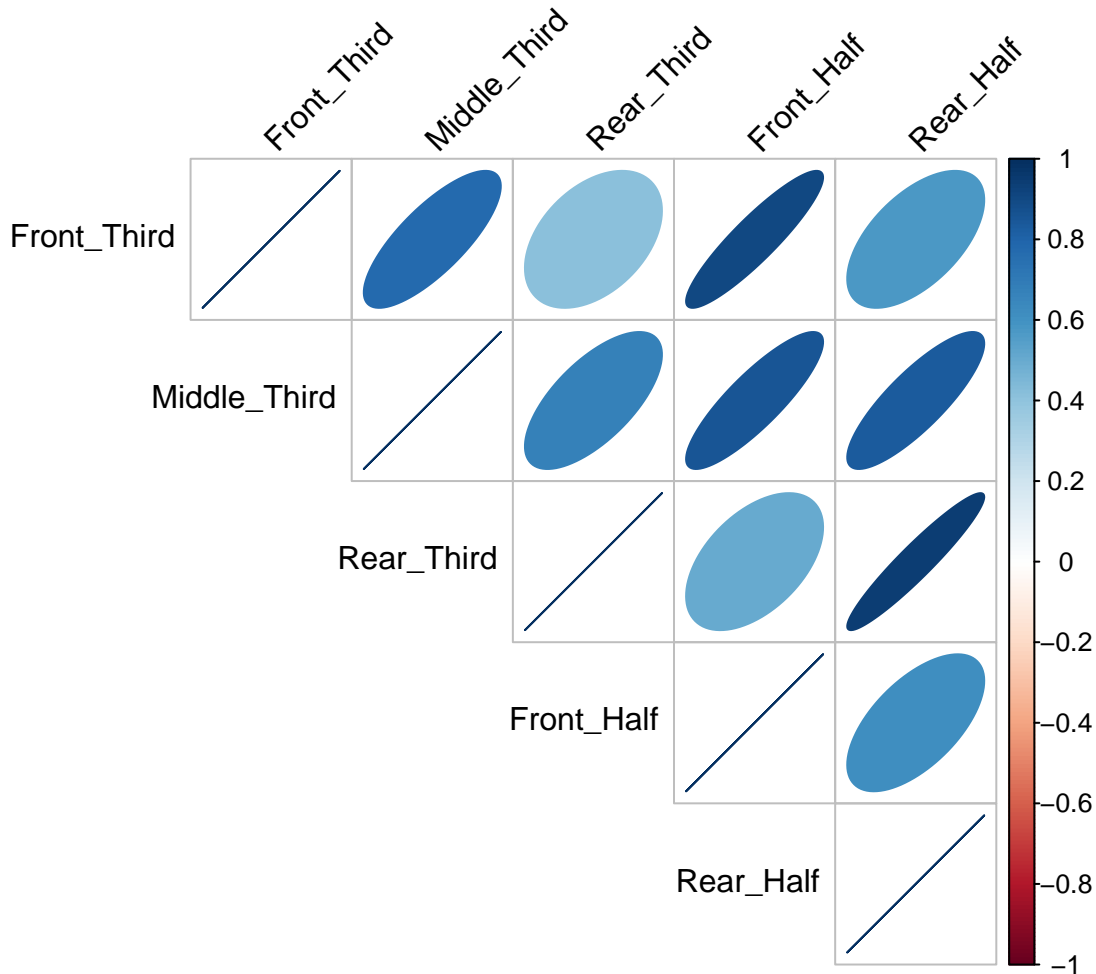 Front_Third
Middle_Third
Rear_Third
Front_Half
Rear_Half
Front_Third
Middle_Third
Rear_Third
Front_Half
Rear_Half
1
0.8
0.6
0.4
0.2
0
−0.2
−0.4
−0.6
−0.8
−1